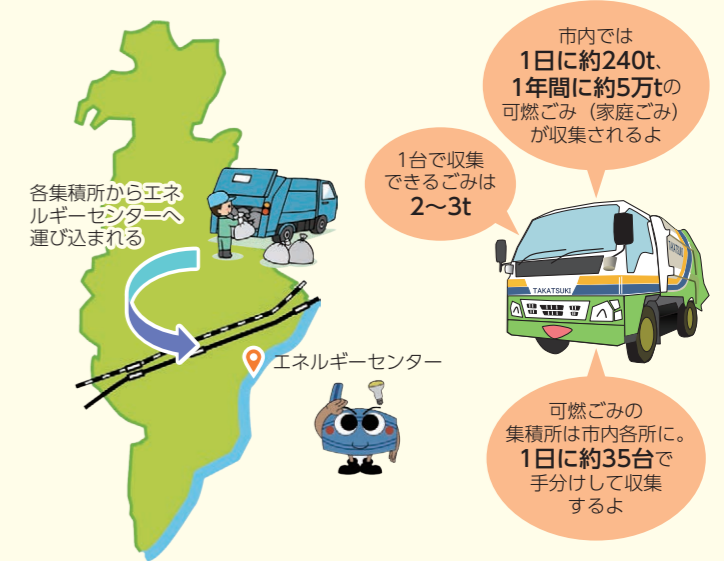 市内では
1日に約240t、
1年間に約5万tの
可燃ごみ（家庭ごみ）
が収集されるよ
1台で収集
できるごみは
2〜3t
各集積所からエネ
ルギーセンターへ
運び込まれる
TAKATSUKI
TAKATSUKI
エネルギーセンター
可燃ごみの
集積所は市内各所に。
1日に約35台で
手分けして収集
するよ